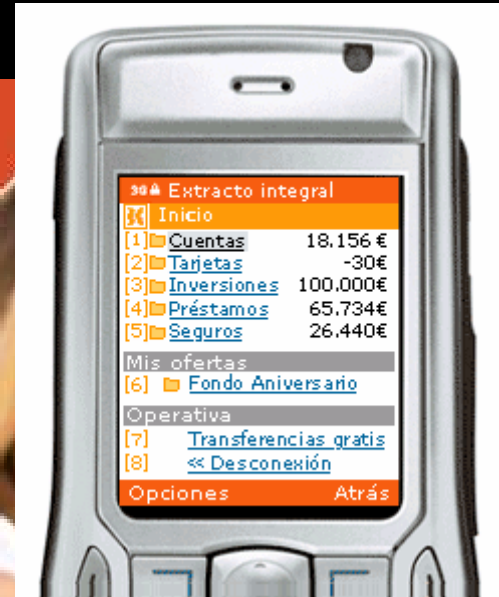 3G Extracto integral
Inicio
[1] Cuentas 18.156 €
[2] Tarjetas -30€
[3] Inversiones 100.000€
[4] Préstamos 65.734€
[5] Seguros 26.440€
Mis ofertas
[6] Fondo Aniversario
Operativa
[7] Transferencias gratis
[8] << Desconexión
Opciones Atrás